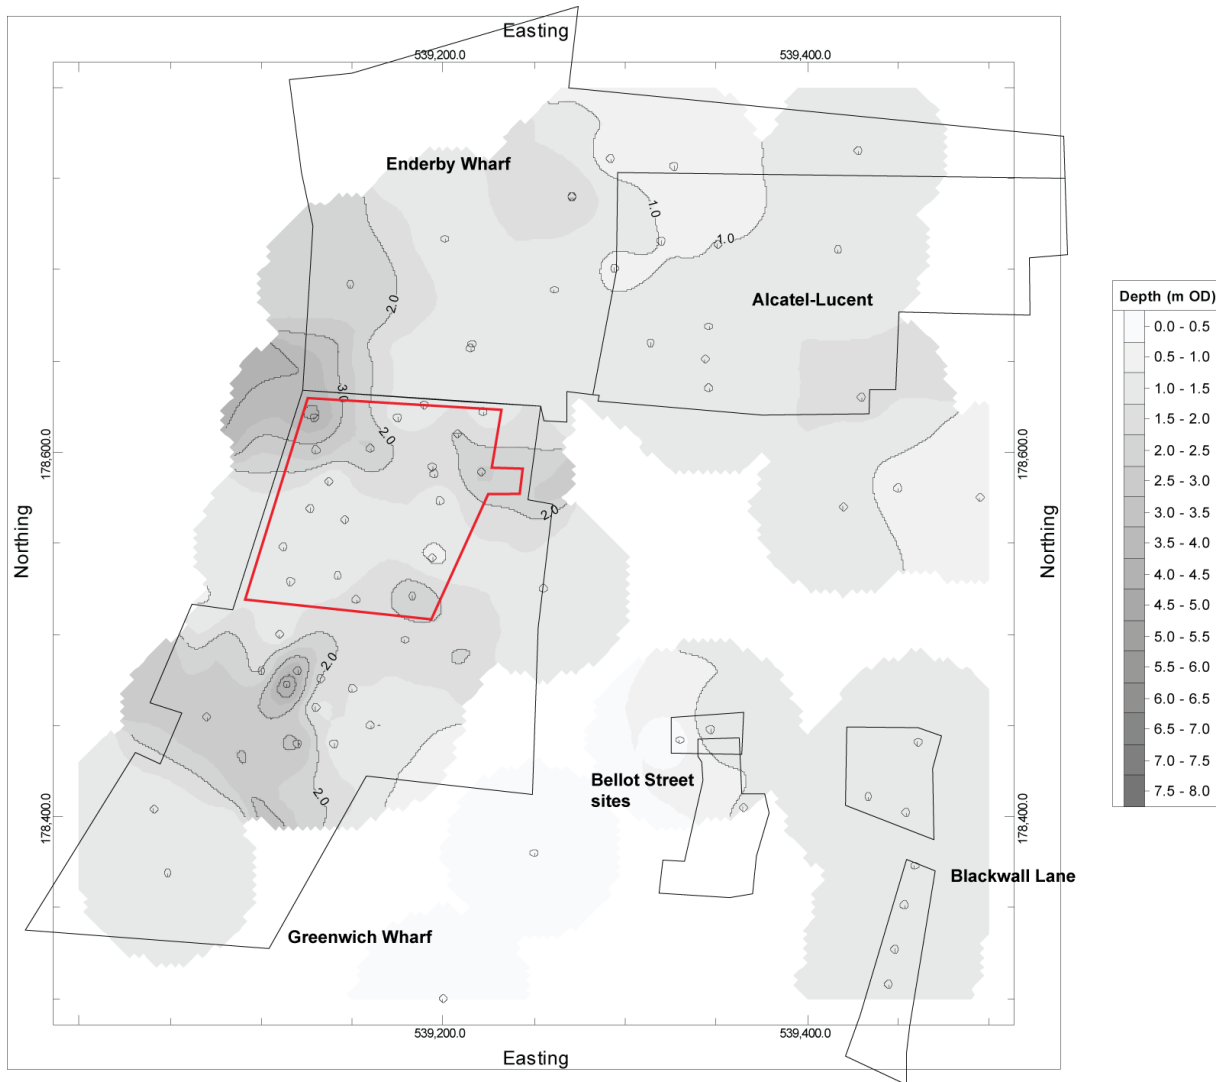 Easting
539,200.0
539,400.0
Enderby Wharf
1.0
1.0
Alcatel-Lucent
2.0
Depth (m OD)
0.0 - 0.5
0.5 - 1.0
1.0 - 1.5
1.5 - 2.0
2.0 - 2.5
2.5 - 3.0
3.0 - 3.5
3.5 - 4.0
4.0 - 4.5
4.5 - 5.0
5.0 - 5.5
5.5 - 6.0
6.0 - 6.5
6.5 - 7.0
7.0 - 7.5
7.5 - 8.0
3.0
2.0
178,600.0
178,600.0
2.0
Northing
Northing
2.0
Bellot Street
sites
2.0
178,400.0
178,400.0
Blackwall Lane
Greenwich Wharf
539,200.0
539,400.0
Easting